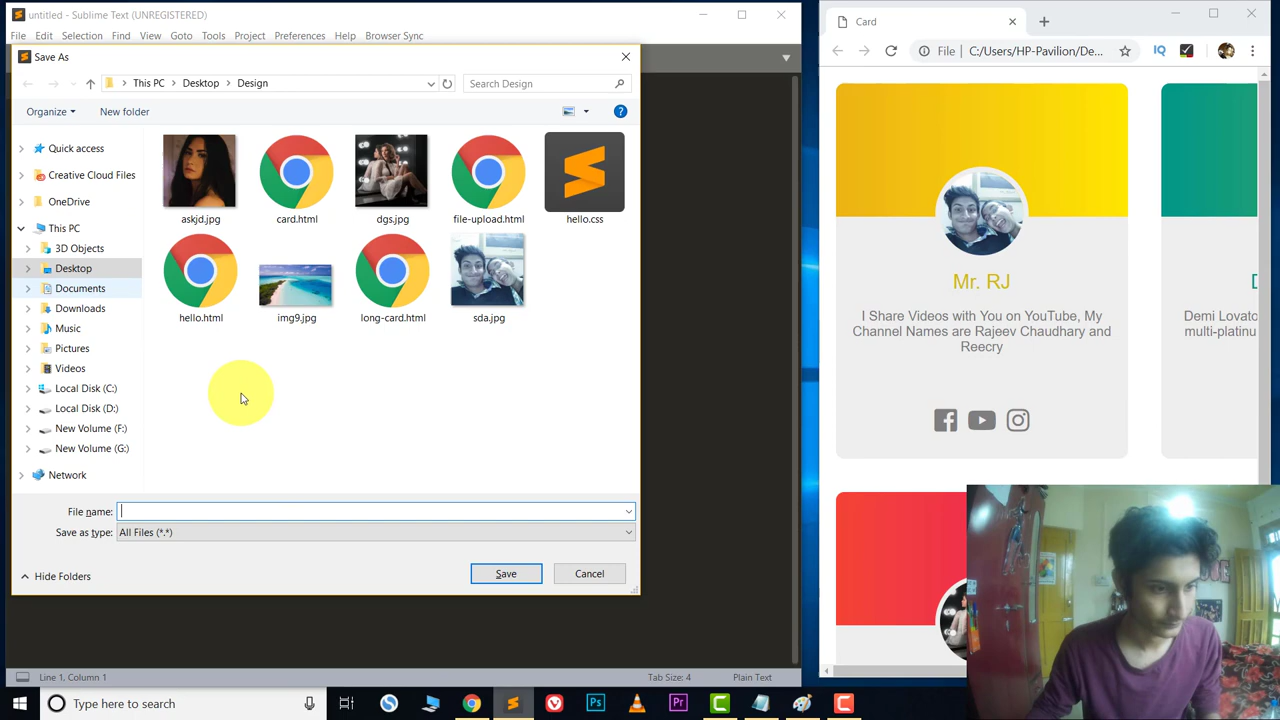 untitled - Sublime Text (UNREGISTERED)
File Edit Selection Find View Goto Tools Project Preferences Help Browser Sync
Save As
This PC Desktop Design
Search Design
Organize New folder
Quick access
Creative Cloud Files
OneDrive
This PC
3D Objects
Desktop
Documents
Downloads
Music
Pictures
Videos
Local Disk (C:)
Local Disk (D:)
New Volume (F:)
New Volume (G:)
Network
askjd.jpg card.html dgs.jpg file-upload.html hello.css
hello.html img9.jpg long-card.html sda.jpg
File name:
Save as type: All Files (*.*)
Hide Folders
Save Cancel
Line 1, Column 1
Tab Size: 4 Plain Text
Card
File C:/Users/HP-Pavilion/De...
IQ
Mr. RJ
I Share Videos with You on YouTube, My
Channel Names are Rajeev Chaudhary and
Reecry
D
Demi Lovato
multi-platinu
Type here to search
Ps
Pr